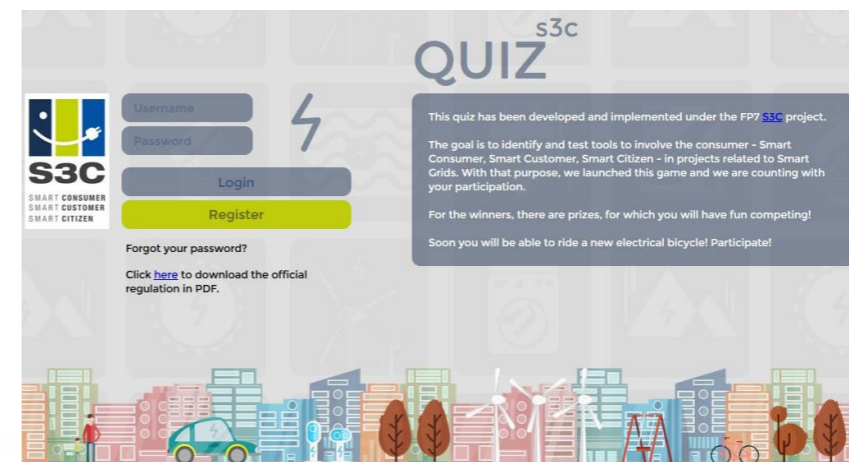 s3c
QUIZ
Username
Password
Login
Register
Forgot your password?
Click here to download the official
regulation in PDF.
S3C
SMART CONSUMER
SMART CUSTOMER
SMART CITIZEN
This quiz has been developed and implemented under the FP7 S3C project.
The goal is to identify and test tools to involve the consumer - Smart
Consumer, Smart Customer, Smart Citizen - in projects related to Smart
Grids. With that purpose, we launched this game and we are counting with
your participation.
For the winners, there are prizes, for which you will have fun competing!
Soon you will be able to ride a new electrical bicycle! Participate!